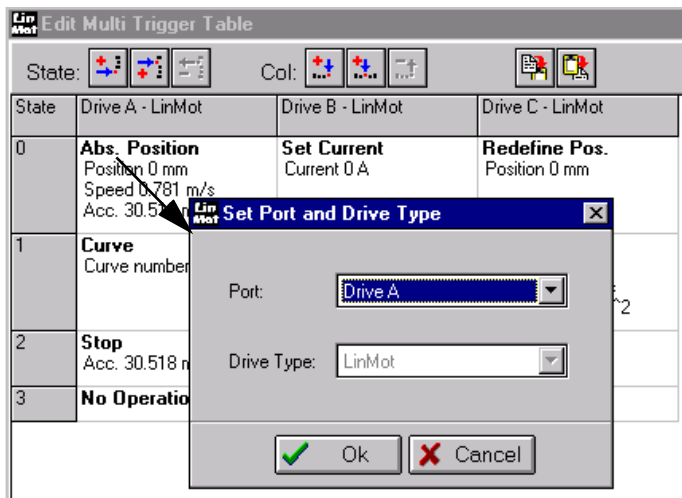 Lin Mot Edit Multi Trigger Table
State: Col:
State Drive A - LinMot Drive B - LinMot Drive C - LinMot
0 Abs. Position Set Current Redefine Pos.
Position 0 mm Current 0 A Position 0 mm
Speed 0.781 m/s
Acc. 30.51
Lin Mot Set Port and Drive Type
1 Curve
Curve number
Port: Drive A
^2
2 Stop
Acc. 30.518 m
Drive Type: LinMot
3 No Operatio
Ok Cancel